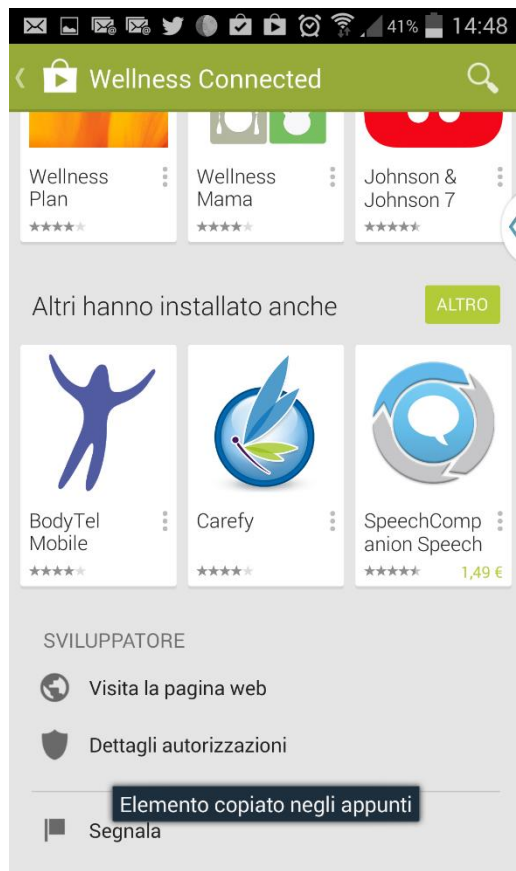 41% 14:48
Wellness Connected
Wellness
Plan
Wellness
Mama
Johnson &
Johnson 7
Altri hanno installato anche
ALTRO
BodyTel
Mobile
Carefy
SpeechComp
anion Speech
1,49 €
SVILUPPATORE
Visita la pagina web
Dettagli autorizzazioni
Elemento copiato negli appunti
Segnala